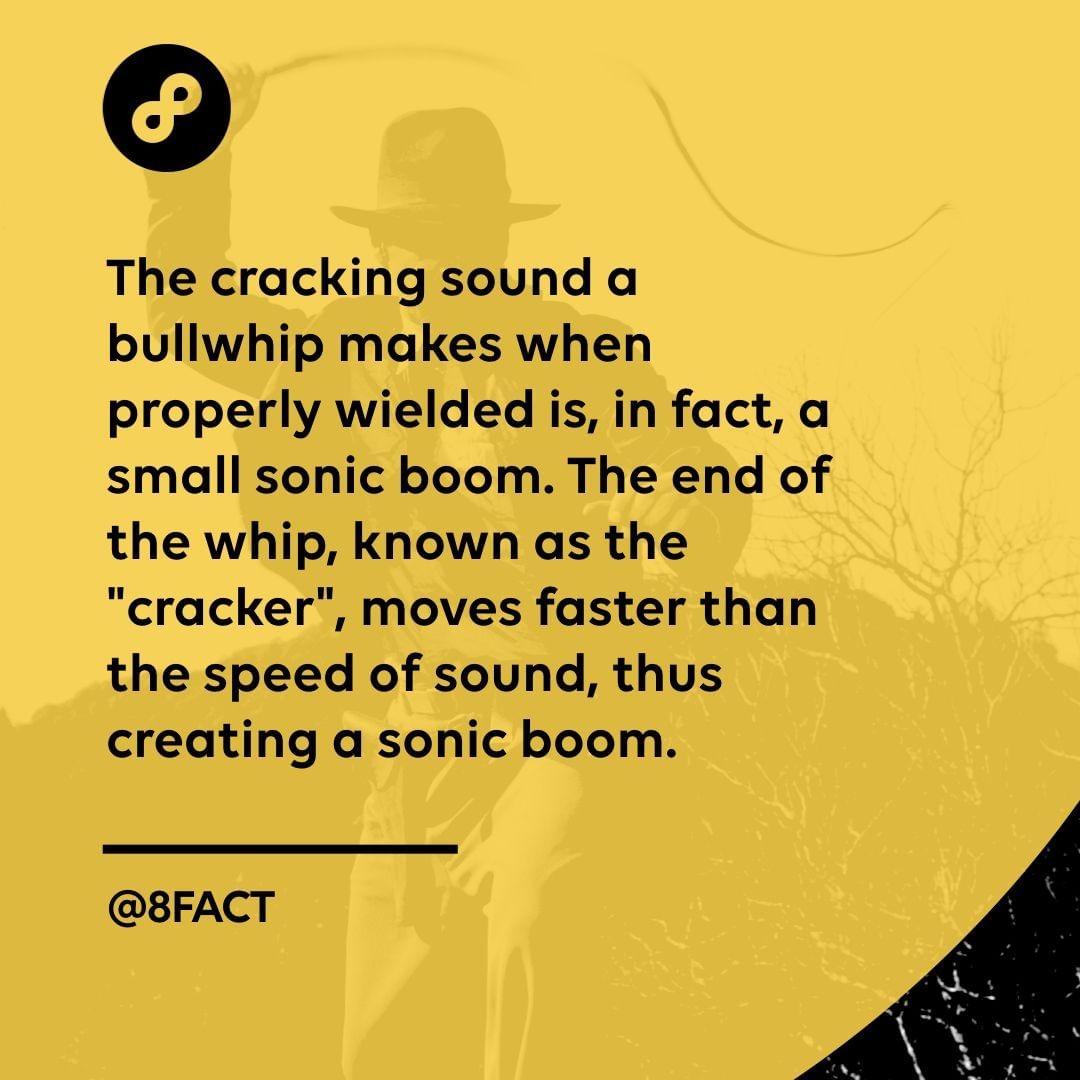 The cracking sound a
bullwhip makes when
properly wielded is, in fact, a
small sonic boom. The end of
the whip, known as the
"cracker", moves faster than
the speed of sound, thus
creating a sonic boom.
@8FACT